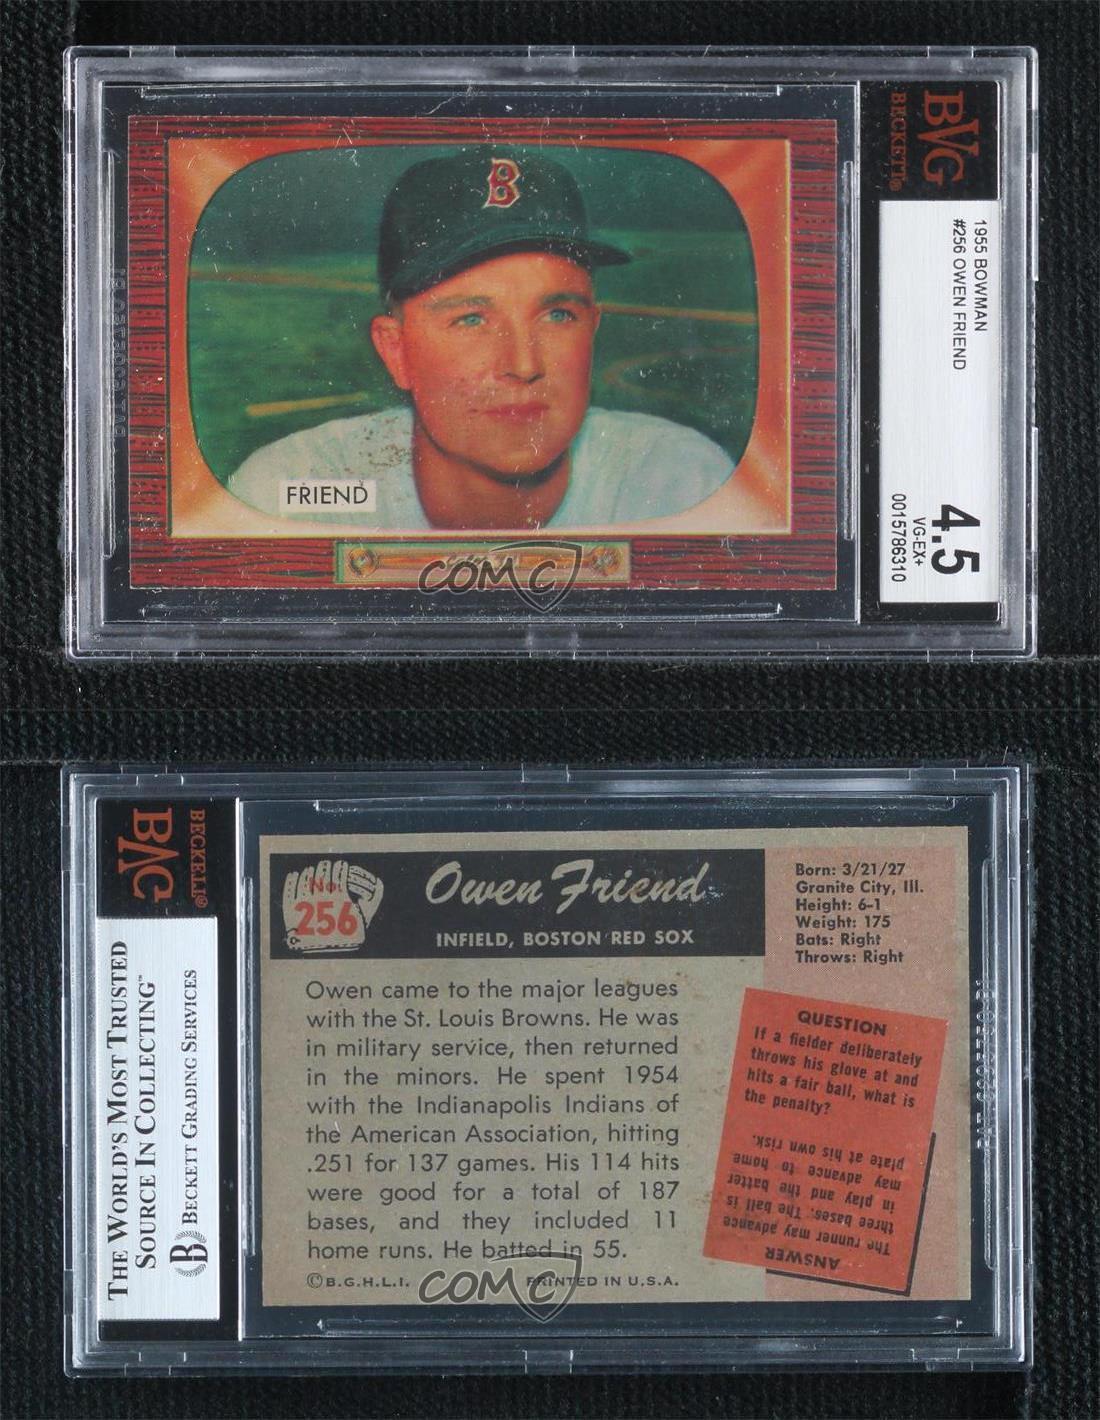 B
FRIEND
COLOR TV
COMC
BVG
BECKETT®
1955 BOWMAN
#256 OWEN FRIEND
4.5
VG-EX+
0015786310
BECKETT®
BVG
THE WORLD'S MOST TRUSTED
SOURCE IN COLLECTING™
B BECKETT GRADING SERVICES
No.
256
Owen Friend
INFIELD, BOSTON RED SOX
Born: 3/21/27
Granite City, Ill.
Height: 6-1
Weight: 175
Bats: Right
Throws: Right
Owen came to the major leagues
with the St. Louis Browns. He was
in military service, then returned
in the minors. He spent 1954
with the Indianapolis Indians of
the American Association, hitting
.251 for 137 games. His 114 hits
were good for a total of 187
bases, and they included 11
home runs. He batted in 55.
©B.G.H.L.I. PRINTED IN U.S.A.
COMC
QUESTION
If a fielder deliberately
throws his glove at and
hits a fair ball, what is
the penalty?
ANSWER
The runner may advance
three bases. The ball is
in play and the batter
may advance to home
plate at his own risk.